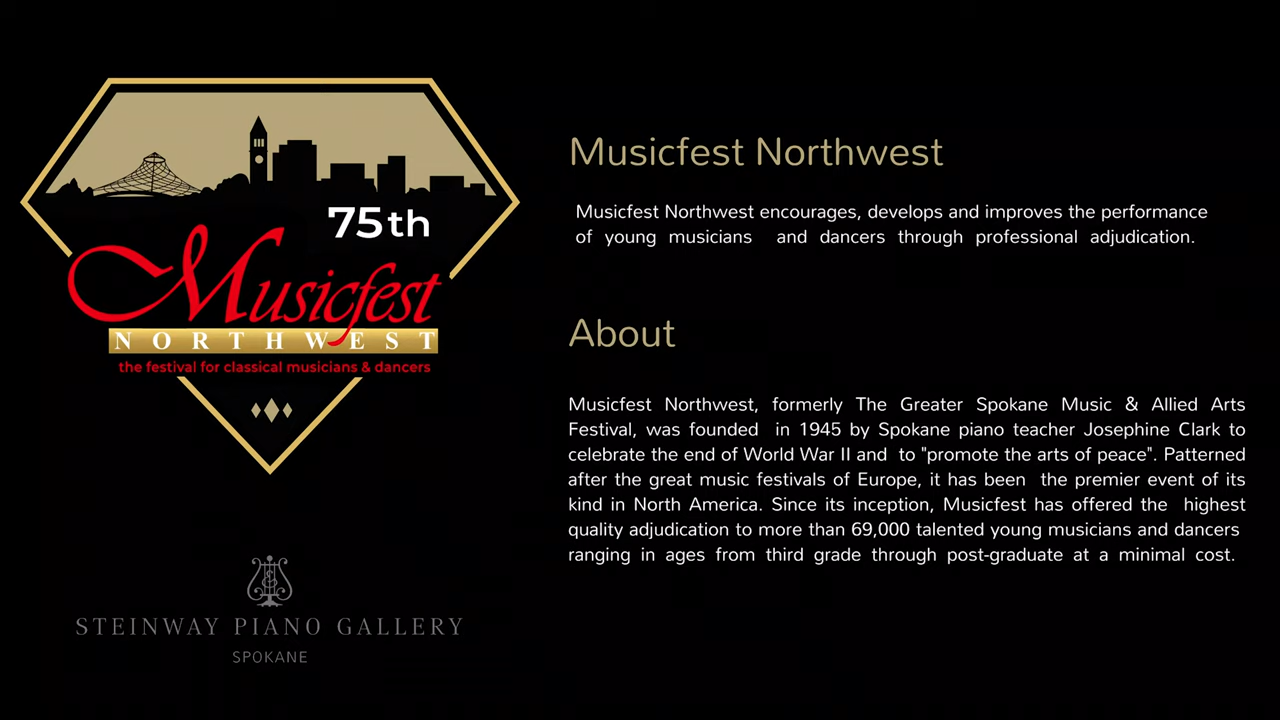 75th
Musicfest
NORTHWEST
the festival for classical musicians & dancers
STEINWAY PIANO GALLERY
SPOKANE
Musicfest Northwest
Musicfest Northwest encourages, develops and improves the performance
of young musicians and dancers through professional adjudication.
About
Musicfest Northwest, formerly The Greater Spokane Music & Allied Arts
Festival, was founded in 1945 by Spokane piano teacher Josephine Clark to
celebrate the end of World War II and to "promote the arts of peace". Patterned
after the great music festivals of Europe, it has been the premier event of its
kind in North America. Since its inception, Musicfest has offered the highest
quality adjudication to more than 69,000 talented young musicians and dancers
ranging in ages from third grade through post-graduate at a minimal cost.